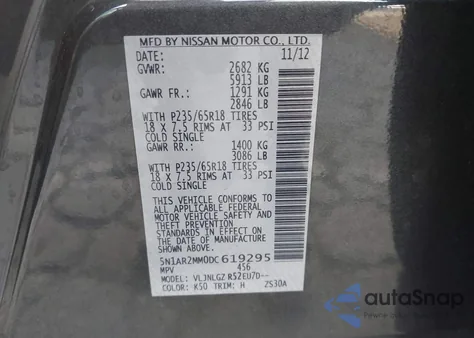 MFD BY NISSAN MOTOR CO., LTD.
DATE: 11/12
GVWR: 2682 KG
5913 LB
GAWR FR.: 1291 KG
2846 LB
WITH P235/65R18 TIRES
18 X 7.5 RIMS AT 33 PSI
COLD SINGLE
GAWR RR.: 1400 KG
3086 LB
WITH P235/65R18 TIRES
18 X 7.5 RIMS AT 33 PSI
COLD SINGLE
THIS VEHICLE CONFORMS TO
ALL APPLICABLE FEDERAL
MOTOR VEHICLE SAFETY AND
THEFT PREVENTION
STANDARDS IN EFFECT ON
THE DATE OF MANUFACTURE
SHOWN ABOVE.
5N1AR2MM0DC 619295
MPV 456
MODEL: VLJNLGZ R52EU7D--
COLOR: K50 TRIM: H 2S30A
autoSnap